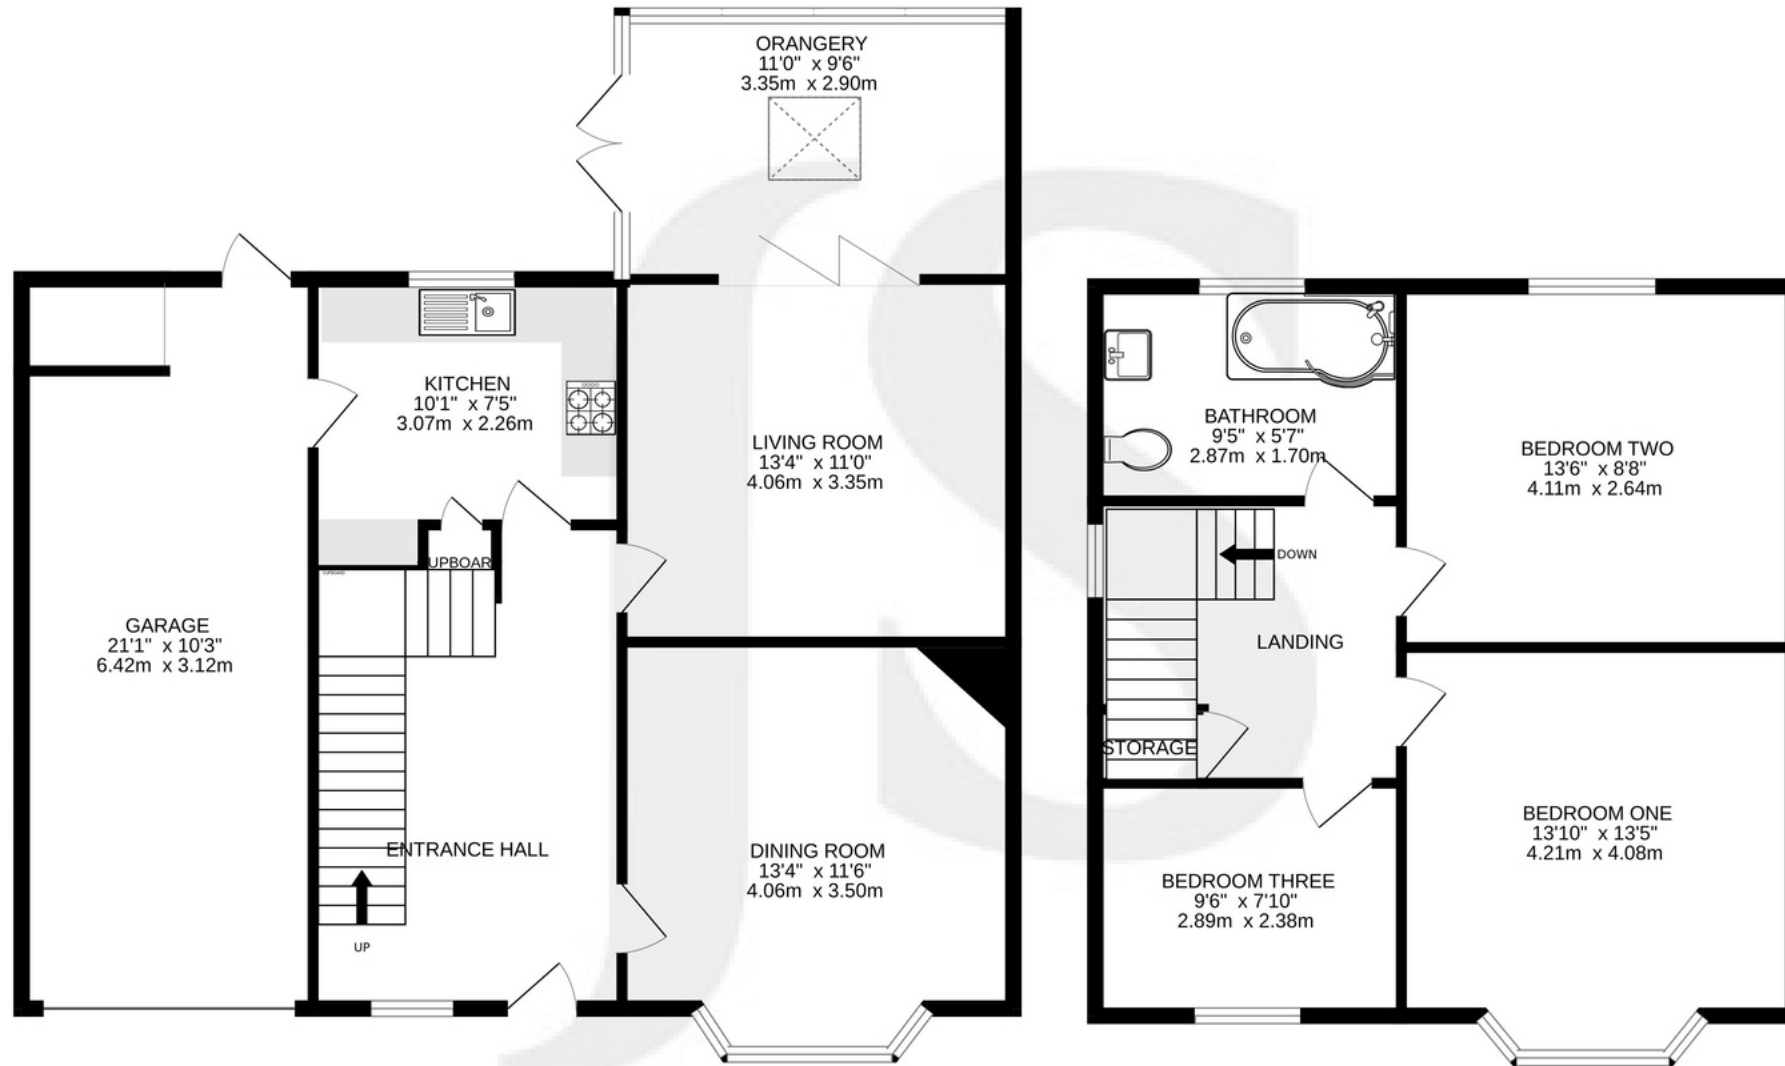 ORANGERY
11'0" x 9'6"
3.35m x 2.90m
KITCHEN
10'1" x 7'5"
3.07m x 2.26m
LIVING ROOM
13'4" x 11'0"
4.06m x 3.35m
UPBOAR
CUPBOARD
GARAGE
21'1" x 10'3"
6.42m x 3.12m
ENTRANCE HALL
UP
DINING ROOM
13'4" x 11'6"
4.06m x 3.50m
BATHROOM
9'5" x 5'7"
2.87m x 1.70m
BEDROOM TWO
13'6" x 8'8"
4.11m x 2.64m
DOWN
LANDING
STORAGE
BEDROOM ONE
13'10" x 13'5"
4.21m x 4.08m
BEDROOM THREE
9'6" x 7'10"
2.89m x 2.38m
JS